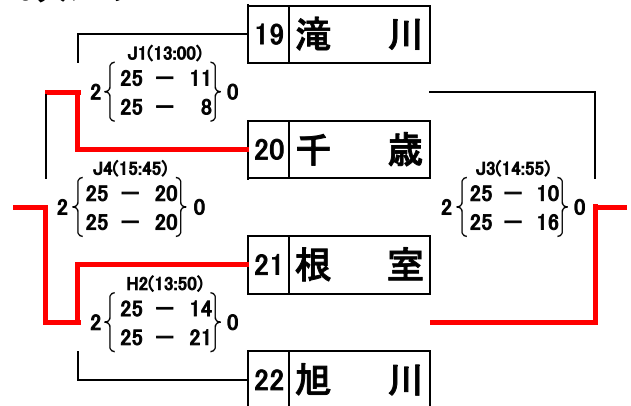 19 滝 川
J1(13:00)
2 25 － 11 0
25 － 8
20 千 歳
J4(15:45)
2 25 － 20 0
25 － 20
J3(14:55)
2 25 － 10 0
25 － 16
21 根 室
H2(13:50)
2 25 － 14 0
25 － 21
22 旭 川